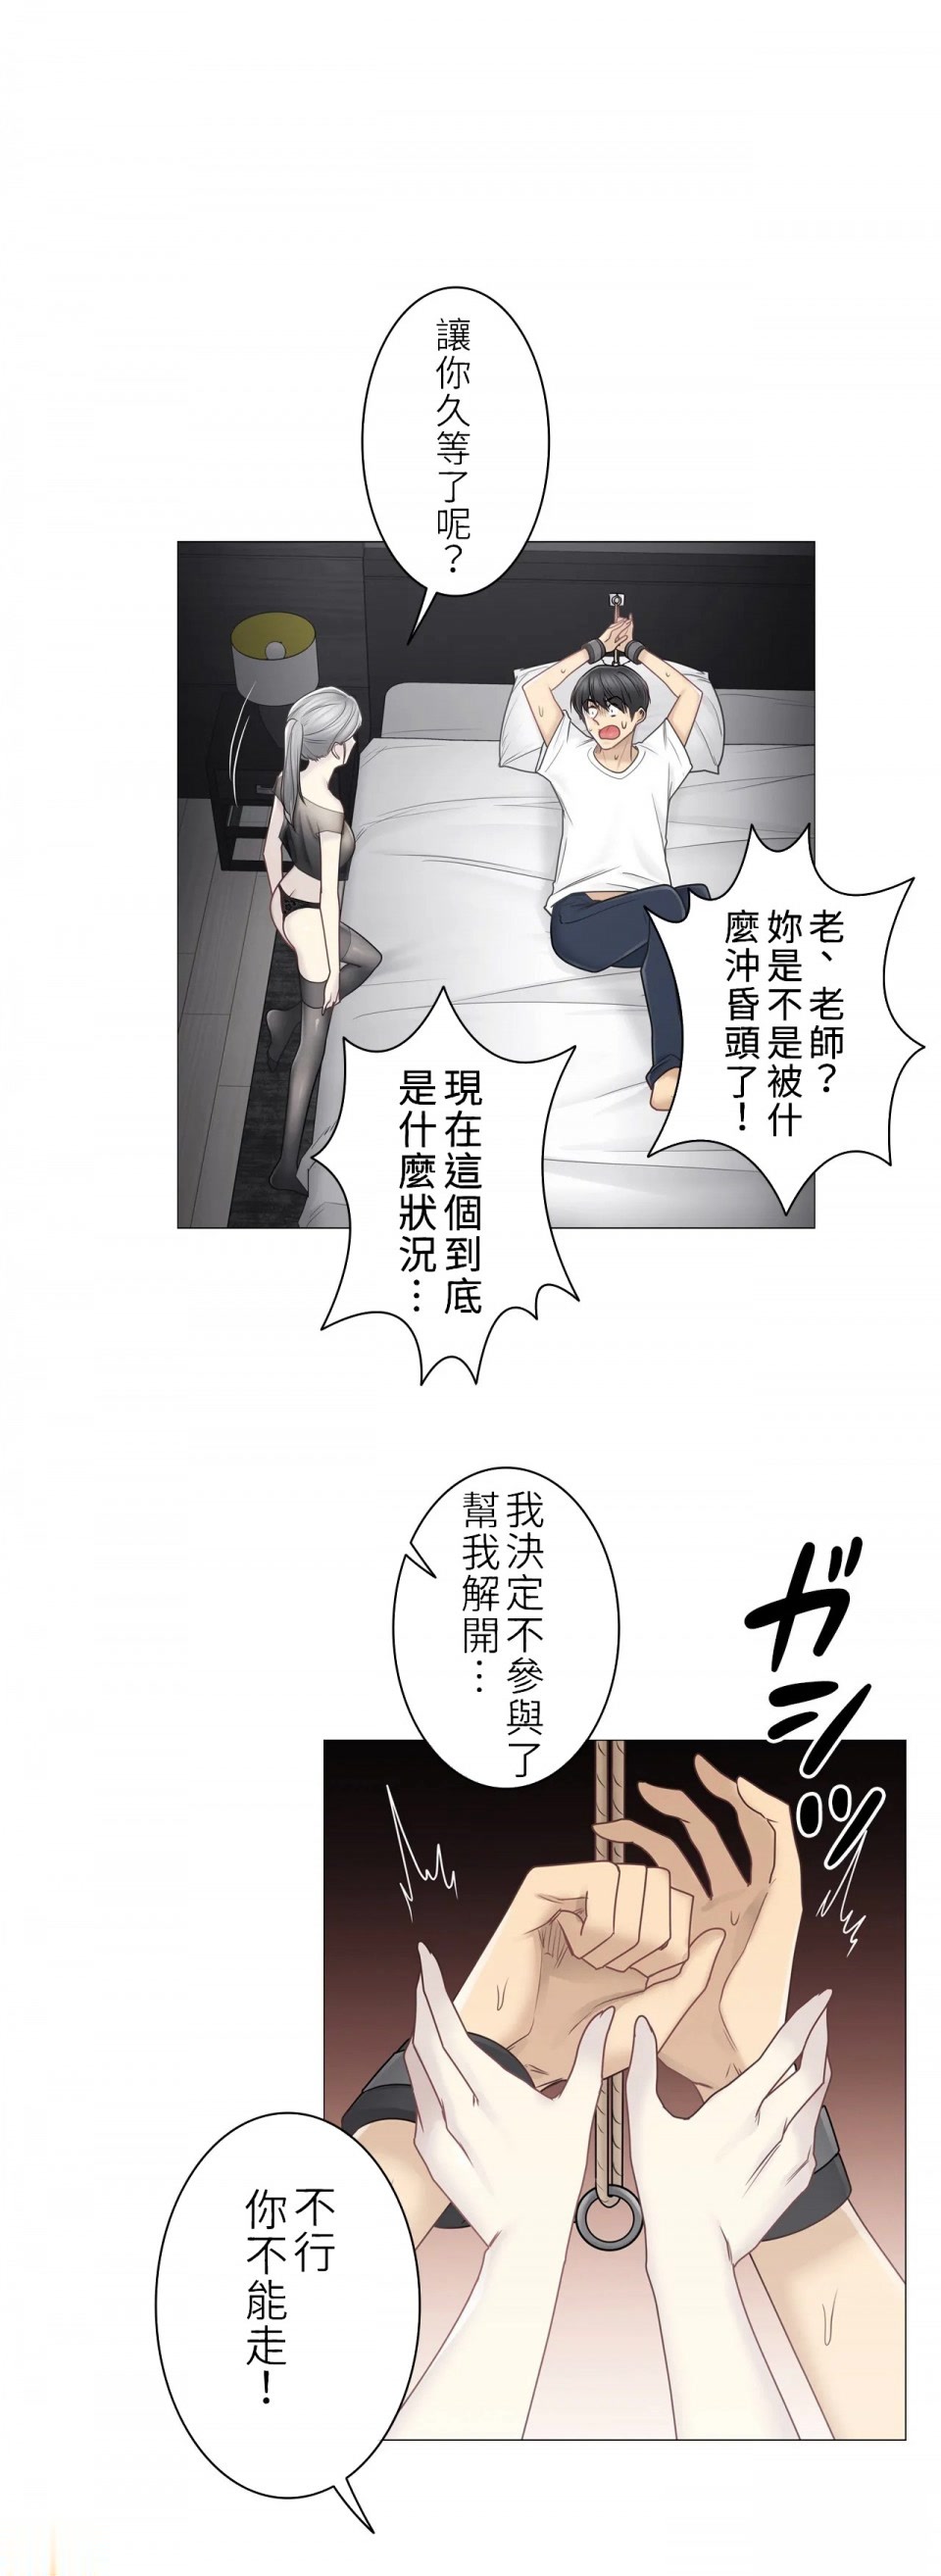 讓你久等了呢？
老、老師？
妳是不是被什
麼沖昏頭了！
現在這個到底
是什麼狀況…
我決定不參與了
幫我解開…
ガシッ
不行
你不能走！